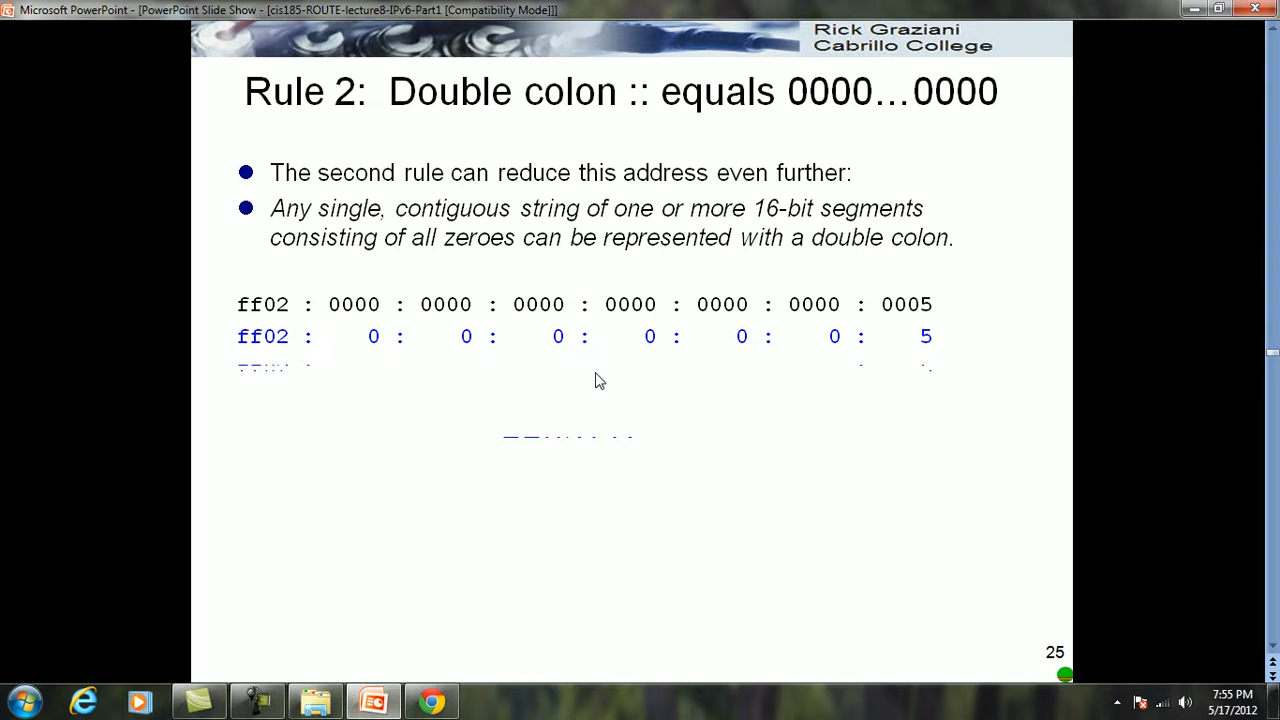 Microsoft PowerPoint - [PowerPoint Slide Show - [cis185-ROUTE-lecture8-IPv6-Part1 [Compatibility Mode]]]
Rick Graziani
Cabrillo College
Rule 2: Double colon :: equals 0000…0000
The second rule can reduce this address even further:
Any single, contiguous string of one or more 16-bit segments
consisting of all zeroes can be represented with a double colon.
ff02 : 0000 : 0000 : 0000 : 0000 : 0000 : 0000 : 0005
ff02 : 0 : 0 : 0 : 0 : 0 : 0 : 5
25
7:55 PM
5/17/2012